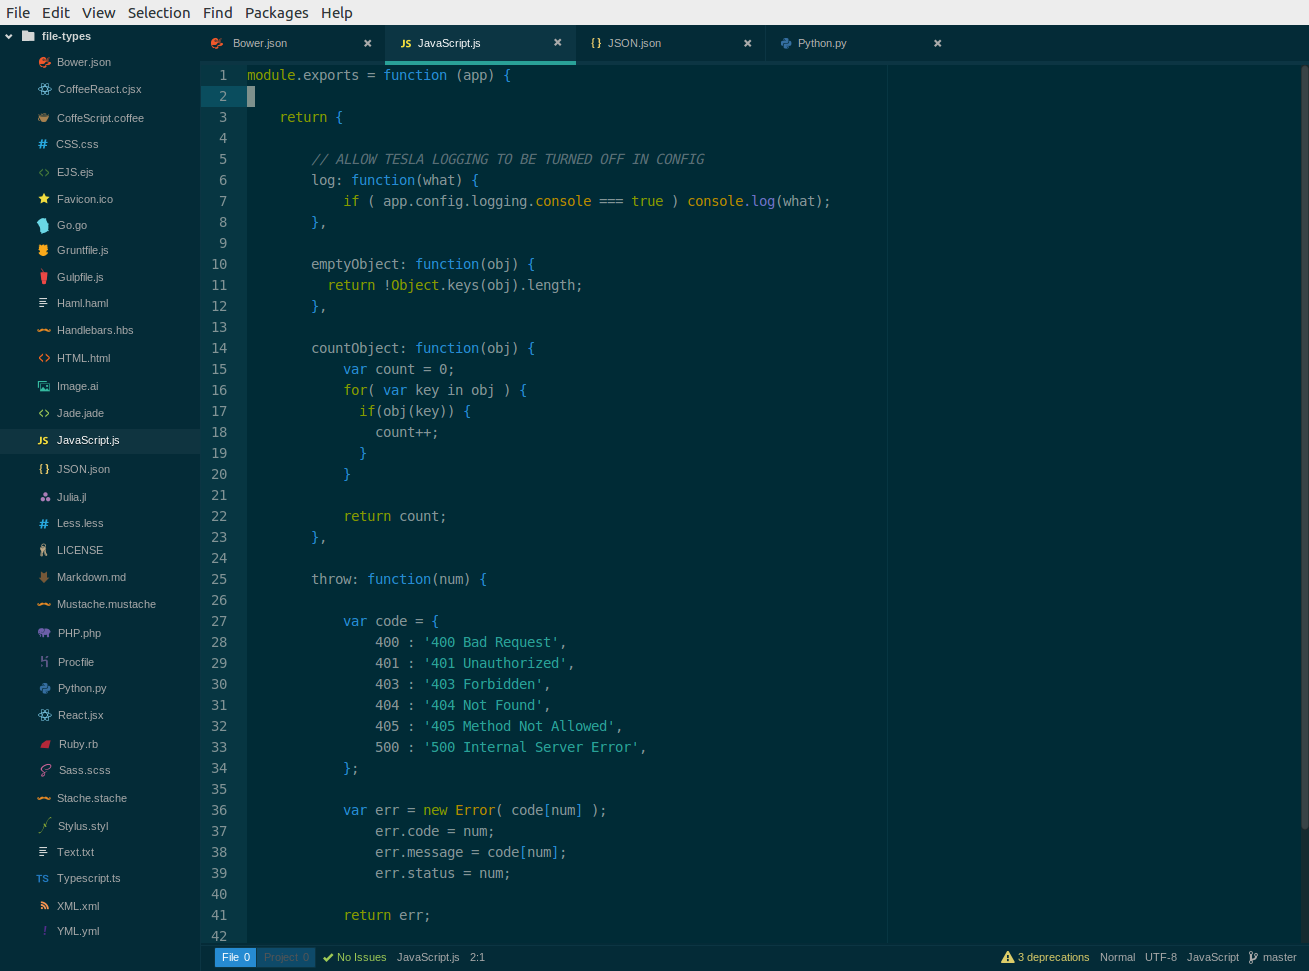 File Edit View Selection Find Packages Help
file-types
Bower.json
CoffeeReact.cjsx
CoffeScript.coffee
# CSS.css
<> EJS.ejs
Favicon.ico
Go.go
Gruntfile.js
Gulpfile.js
Haml.haml
Handlebars.hbs
<> HTML.html
Image.ai
<> Jade.jade
JS JavaScript.js
{} JSON.json
Julia.jl
# Less.less
LICENSE
Markdown.md
Mustache.mustache
PHP.php
Procfile
Python.py
React.jsx
Ruby.rb
Sass.scss
Stache.stache
Stylus.styl
Text.txt
TS Typescript.ts
XML.xml
! YML.yml
Bower.json × JS JavaScript.js × {} JSON.json × Python.py ×
1 module.exports = function (app) {
2
3 return {
4
5 // ALLOW TESLA LOGGING TO BE TURNED OFF IN CONFIG
6 log: function(what) {
7 if ( app.config.logging.console === true ) console.log(what);
8 },
9
10 emptyObject: function(obj) {
11 return !Object.keys(obj).length;
12 },
13
14 countObject: function(obj) {
15 var count = 0;
16 for( var key in obj ) {
17 if(obj(key)) {
18 count++;
19 }
20 }
21
22 return count;
23 },
24
25 throw: function(num) {
26
27 var code = {
28 400 : '400 Bad Request',
29 401 : '401 Unauthorized',
30 403 : '403 Forbidden',
31 404 : '404 Not Found',
32 405 : '405 Method Not Allowed',
33 500 : '500 Internal Server Error',
34 };
35
36 var err = new Error( code[num] );
37 err.code = num;
38 err.message = code[num];
39 err.status = num;
40
41 return err;
42
File 0 Project 0 No Issues JavaScript.js 2:1 3 deprecations Normal UTF-8 JavaScript master